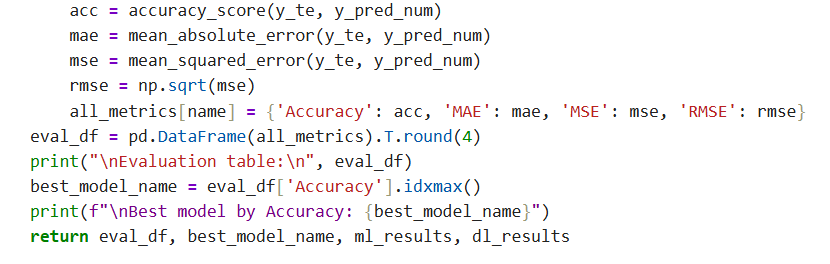 acc = accuracy_score(y_te, y_pred_num)
        mae = mean_absolute_error(y_te, y_pred_num)
        mse = mean_squared_error(y_te, y_pred_num)
        rmse = np.sqrt(mse)
        all_metrics[name] = {'Accuracy': acc, 'MAE': mae, 'MSE': mse, 'RMSE': rmse}
    eval_df = pd.DataFrame(all_metrics).T.round(4)
    print("\nEvaluation table:\n", eval_df)
    best_model_name = eval_df['Accuracy'].idxmax()
    print(f"\nBest model by Accuracy: {best_model_name}")
    return eval_df, best_model_name, ml_results, dl_results